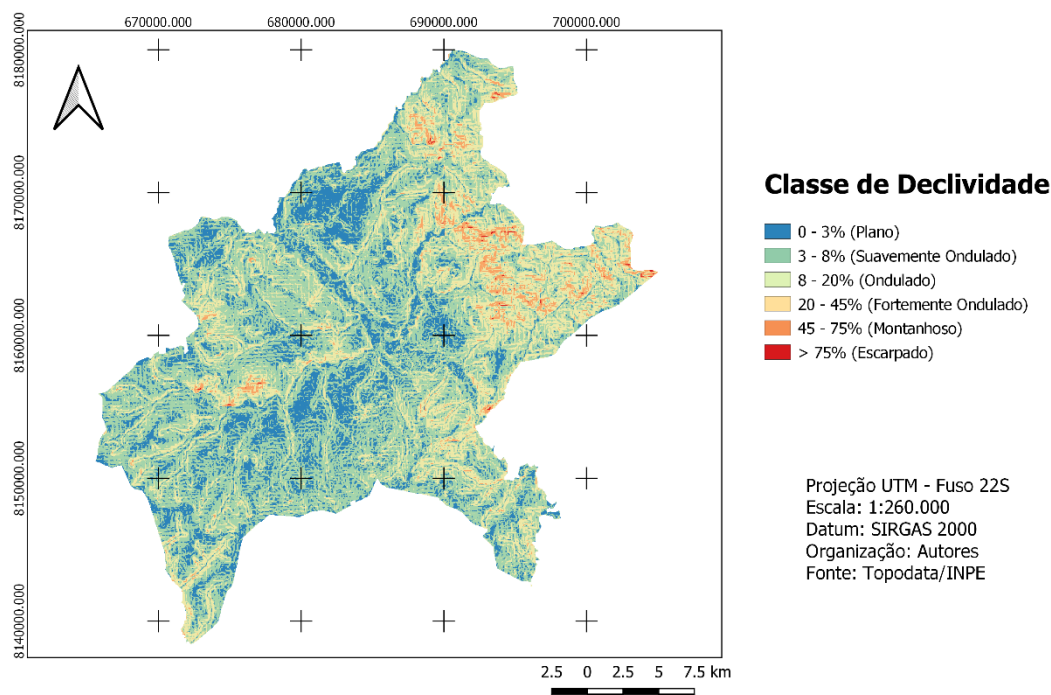 670000.000 680000.000 690000.000 700000.000
8180000.000
8170000.000
8160000.000
8150000.000
8140000.000
Classe de Declividade
0 - 3% (Plano)
3 - 8% (Suavemente Ondulado)
8 - 20% (Ondulado)
20 - 45% (Fortemente Ondulado)
45 - 75% (Montanhoso)
> 75% (Escarpado)
Projeção UTM - Fuso 22S
Escala: 1:260.000
Datum: SIRGAS 2000
Organização: Autores
Fonte: Topodata/INPE
2.5 0 2.5 5 7.5 km